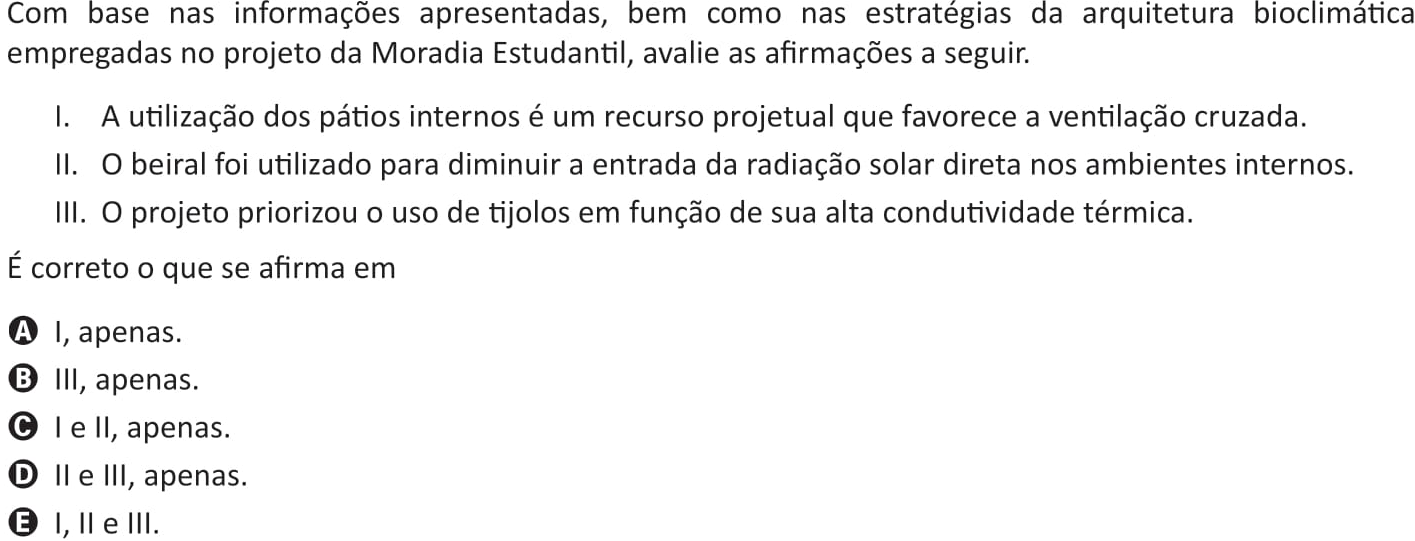 Com base nas informações apresentadas, bem como nas estratégias da arquitetura bioclimática
empregadas no projeto da Moradia Estudantil, avalie as afirmações a seguir.
I. A utilização dos pátios internos é um recurso projetual que favorece a ventilação cruzada.
II. O beiral foi utilizado para diminuir a entrada da radiação solar direta nos ambientes internos.
III. O projeto priorizou o uso de tijolos em função de sua alta condutividade térmica.
É correto o que se afirma em
A I, apenas.
B III, apenas.
C I e II, apenas.
D II e III, apenas.
E I, II e III.